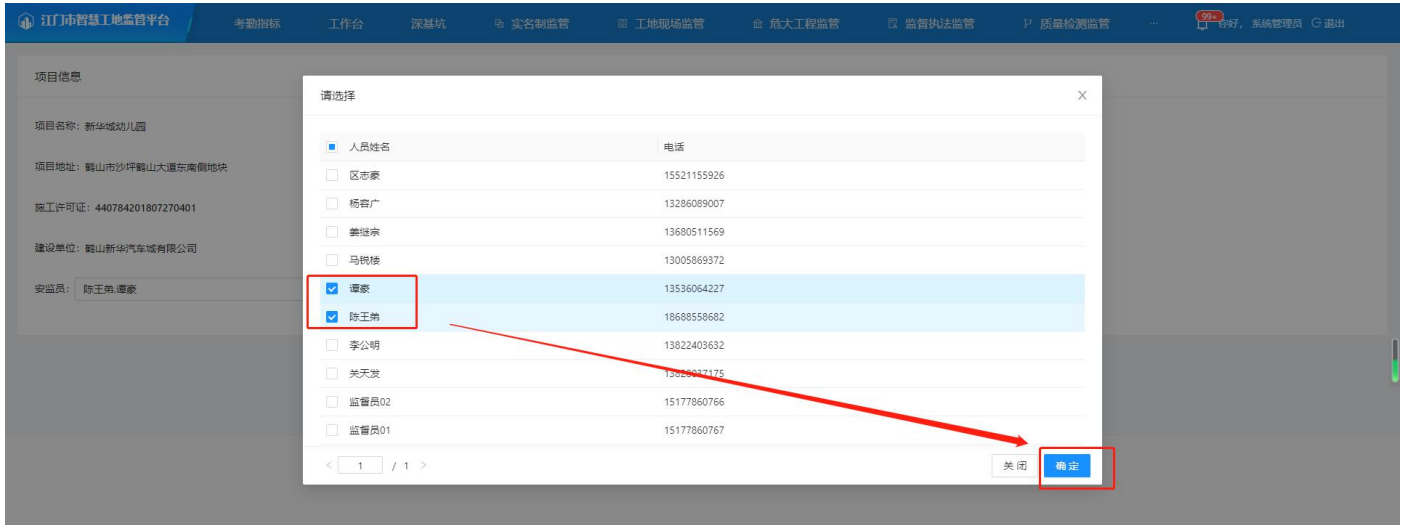 江门市智慧工地监管平台 考勤指标 工作台 深基坑 实名制监管 工地现场监管 危大工程监管 监督执法监管 质量检测监管 ··· 99+ 你好，系统管理员 退出
项目信息
项目名称：新华城幼儿园
项目地址：鹤山市沙坪鹤山大道东南侧地块
施工许可证：440784201807270401
建设单位：鹤山新华汽车城有限公司
安监员：陈王弟,谭豪
请选择
人员姓名 电话
区志豪 15521155926
杨容广 13286089007
姜继宗 13680511569
马锐楼 13005869372
谭豪 13536064227
陈王弟 18688558682
李公明 13822403632
关天发
监督员02 15177860766
监督员01 15177860767
< 1 / 1 >
关闭 确定